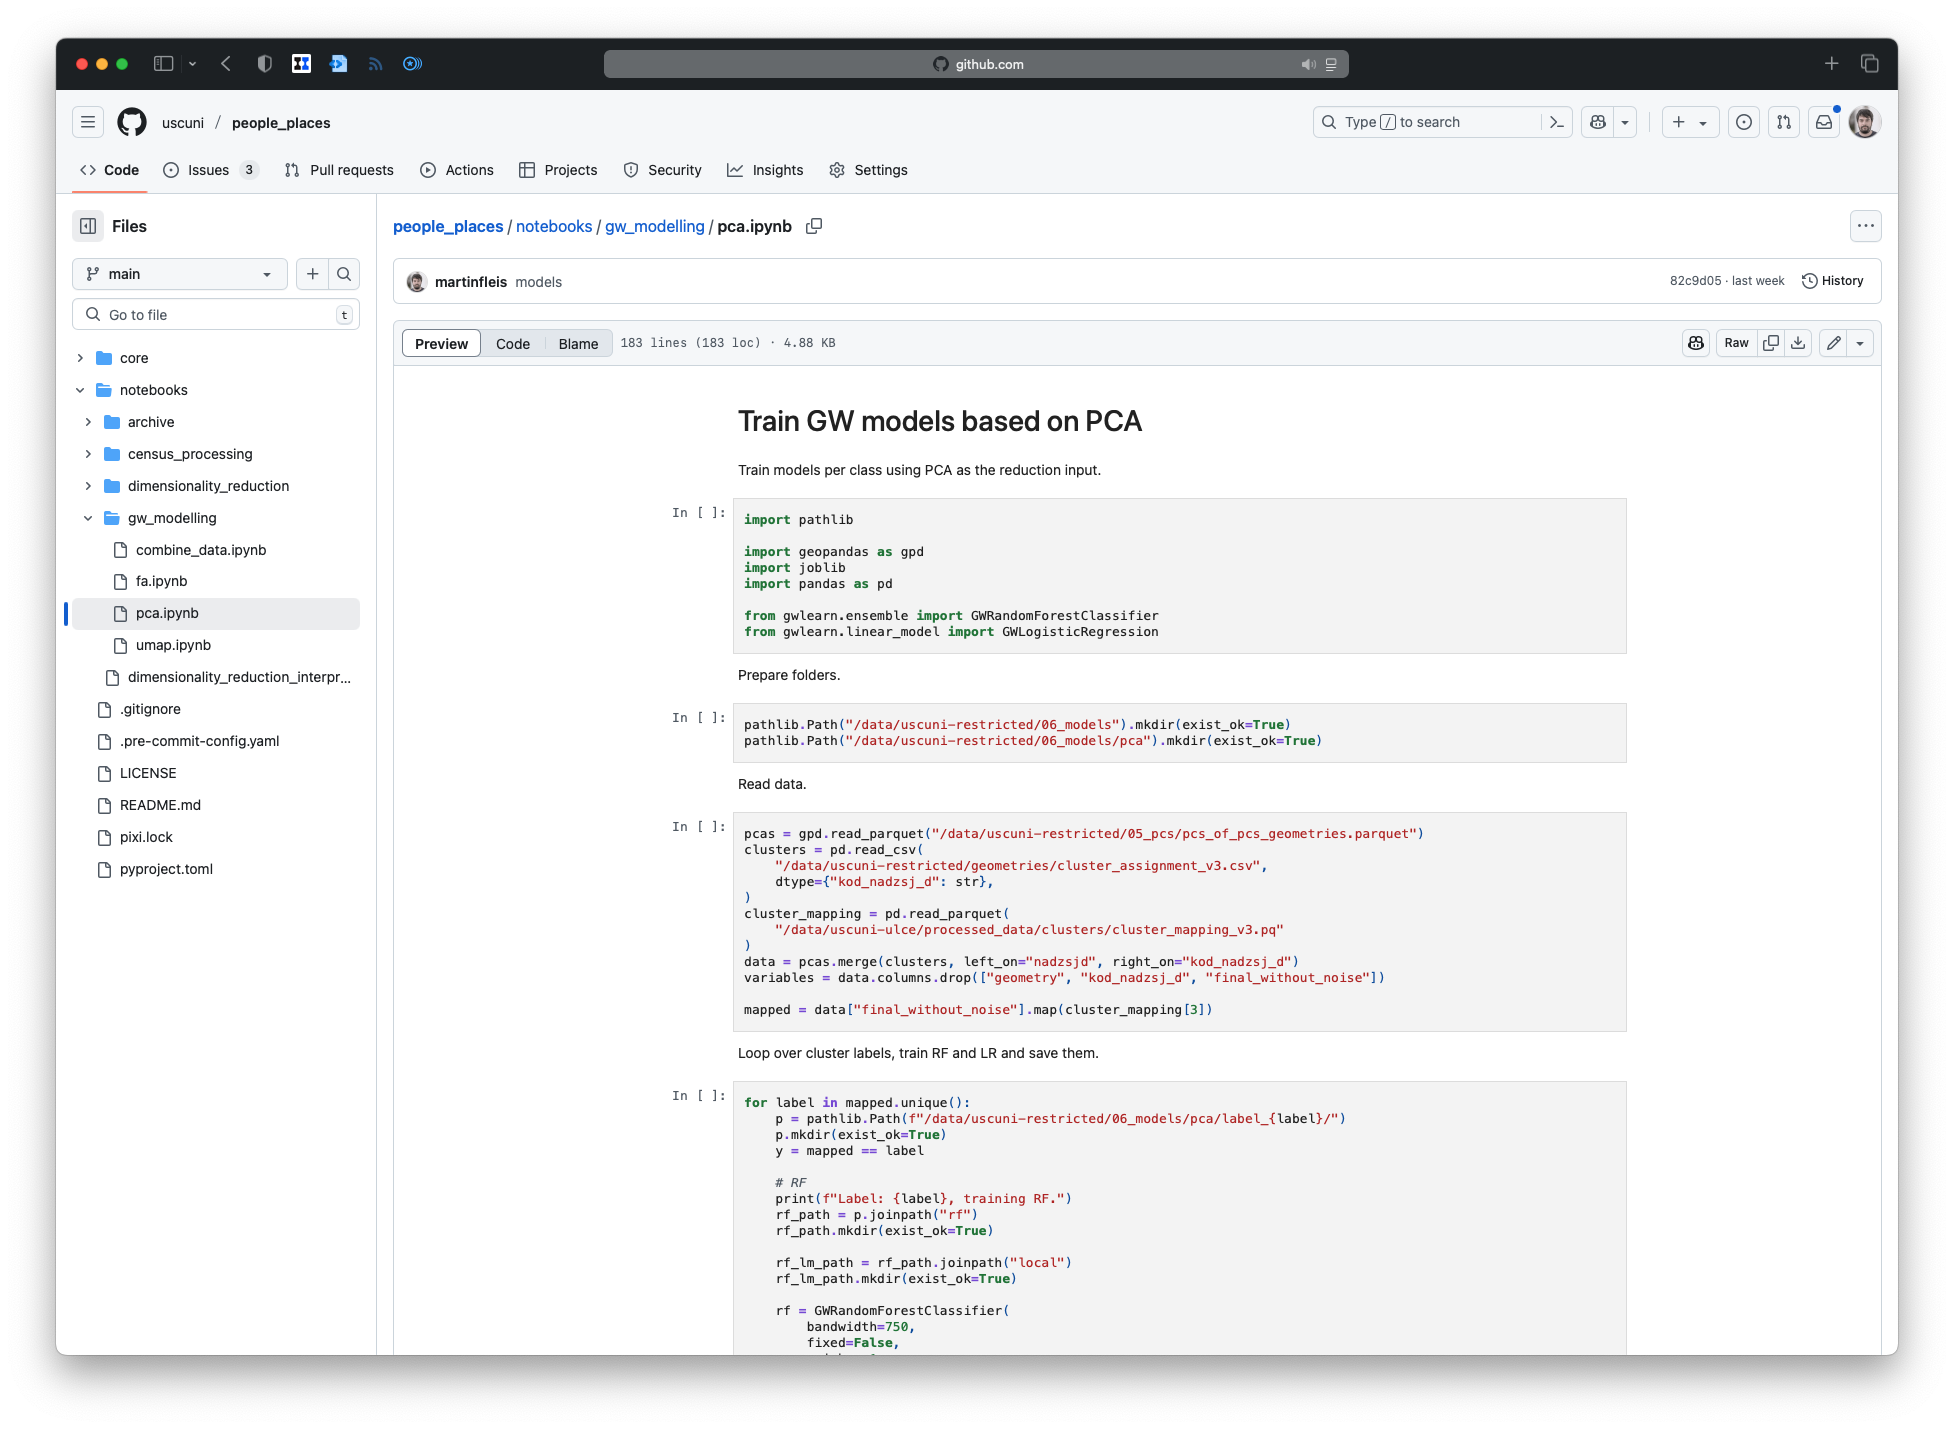 github.com
uscuni / people_places
Type / to search
Code
Issues 3
Pull requests
Actions
Projects
Security
Insights
Settings
Files
main
Go to file
t
core
notebooks
archive
census_processing
dimensionality_reduction
gw_modelling
combine_data.ipynb
fa.ipynb
pca.ipynb
umap.ipynb
dimensionality_reduction_interpr...
.gitignore
.pre-commit-config.yaml
LICENSE
README.md
pixi.lock
pyproject.toml
people_places / notebooks / gw_modelling / pca.ipynb
martinfleis models
82c9d05 · last week
History
Preview Code Blame 183 lines (183 loc) · 4.88 KB
Raw
Train GW models based on PCA
Train models per class using PCA as the reduction input.
In [ ]:
import pathlib
import geopandas as gpd
import joblib
import pandas as pd
from gwlearn.ensemble import GWRandomForestClassifier
from gwlearn.linear_model import GWLogisticRegression
Prepare folders.
In [ ]:
pathlib.Path("/data/uscuni-restricted/06_models").mkdir(exist_ok=True)
pathlib.Path("/data/uscuni-restricted/06_models/pca").mkdir(exist_ok=True)
Read data.
In [ ]:
pcas = gpd.read_parquet("/data/uscuni-restricted/05_pcs/pcs_of_pcs_geometries.parquet")
clusters = pd.read_csv(
    "/data/uscuni-restricted/geometries/cluster_assignment_v3.csv",
    dtype={"kod_nadzsj_d": str},
)
cluster_mapping = pd.read_parquet(
    "/data/uscuni-ulce/processed_data/clusters/cluster_mapping_v3.pq"
)
data = pcas.merge(clusters, left_on="nadzsjd", right_on="kod_nadzsj_d")
variables = data.columns.drop(["geometry", "kod_nadzsj_d", "final_without_noise"])
mapped = data["final_without_noise"].map(cluster_mapping[3])
Loop over cluster labels, train RF and LR and save them.
In [ ]:
for label in mapped.unique():
    p = pathlib.Path(f"/data/uscuni-restricted/06_models/pca/label_{label}/")
    p.mkdir(exist_ok=True)
    y = mapped == label
    # RF
    print(f"Label: {label}, training RF.")
    rf_path = p.joinpath("rf")
    rf_path.mkdir(exist_ok=True)
    rf_lm_path = rf_path.joinpath("local")
    rf_lm_path.mkdir(exist_ok=True)
    rf = GWRandomForestClassifier(
        bandwidth=750,
        fixed=False,